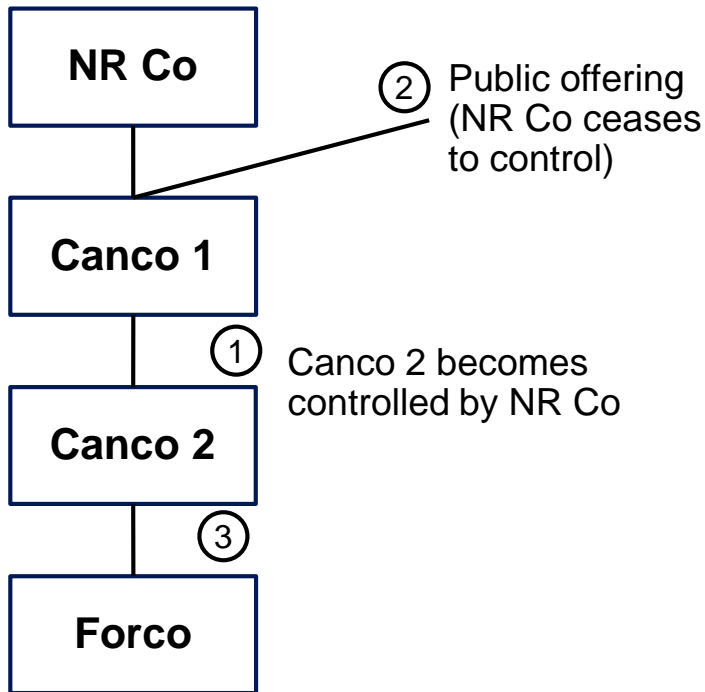 NR Co
2 Public offering
(NR Co ceases
to control)
Canco 1
1 Canco 2 becomes
controlled by NR Co
Canco 2
3
Forco